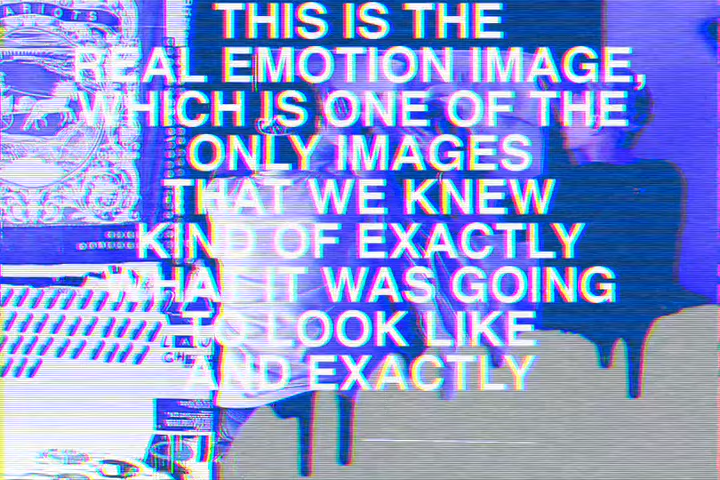 THIS IS THE
REAL EMOTION IMAGE,
WHICH IS ONE OF THE
ONLY IMAGES
THAT WE KNEW
KIND OF EXACTLY
WHAT IT WAS GOING
TO LOOK LIKE
AND EXACTLY